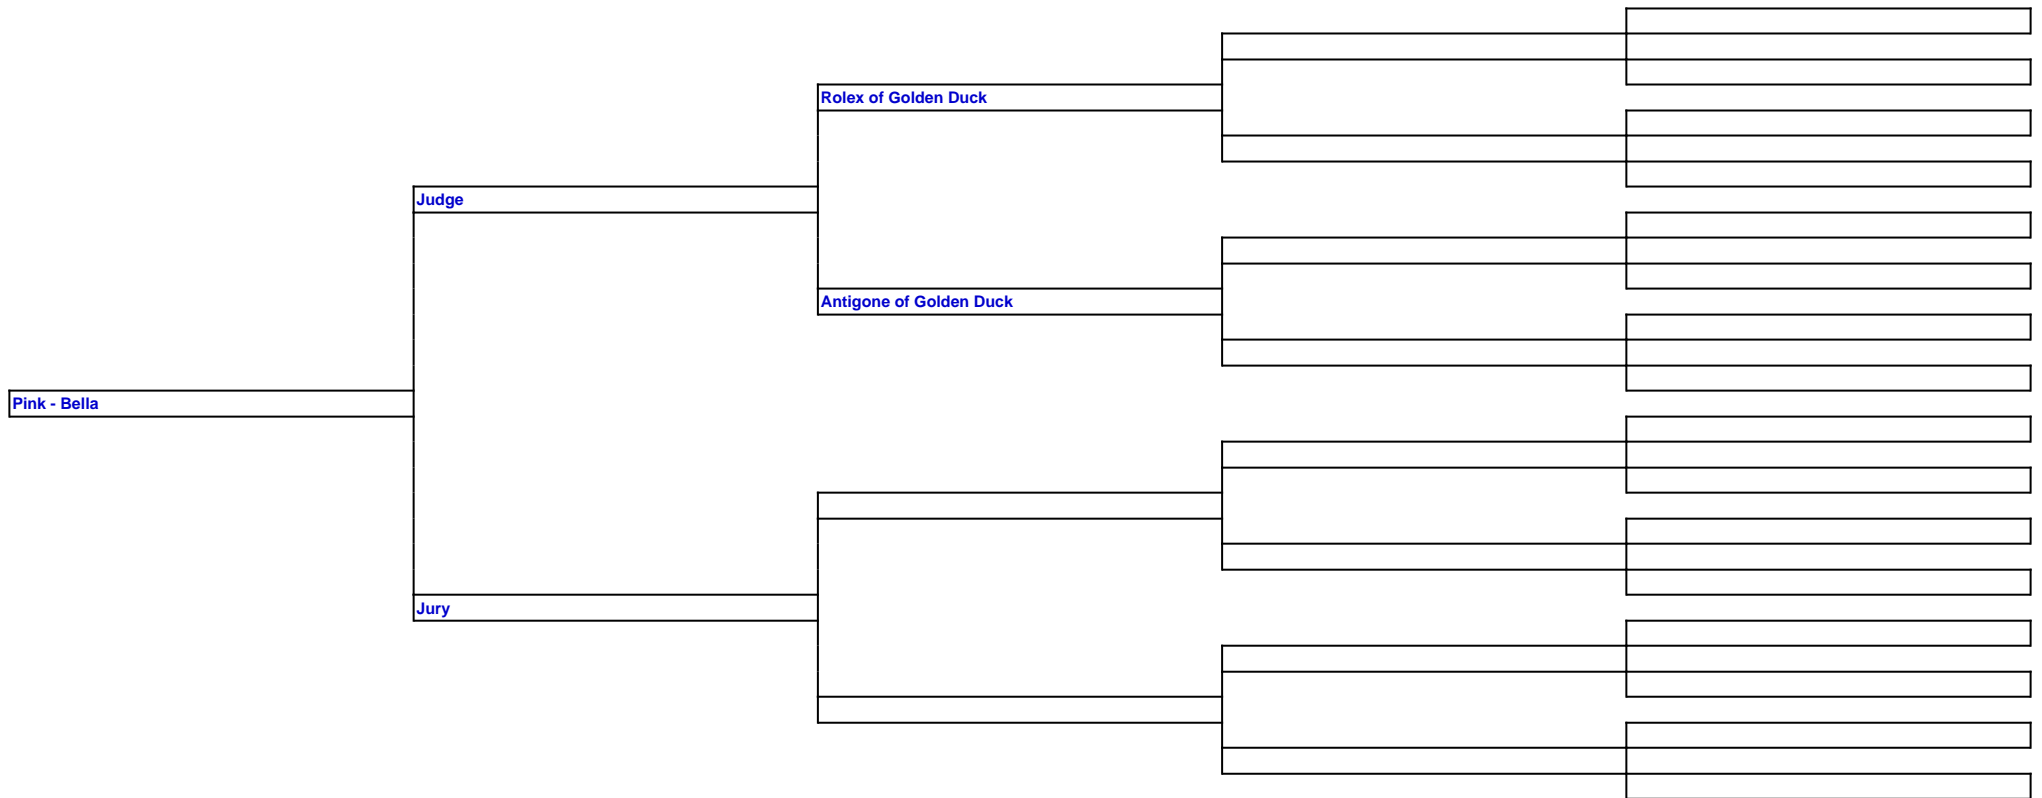 Rolex of Golden Duck
Judge
Antigone of Golden Duck
Pink - Bella
Jury